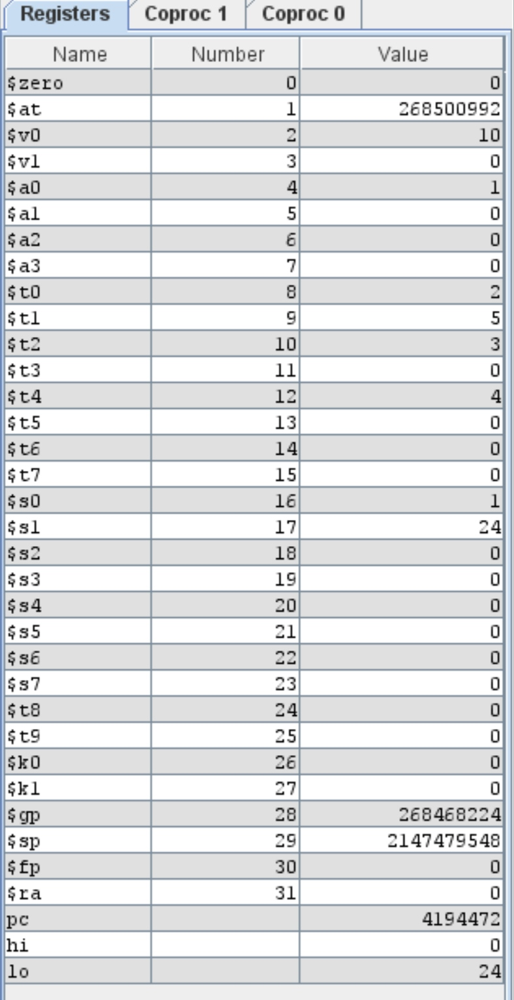 Registers Coproc 1 Coproc 0
Name Number Value
$zero 0 0
$at 1 268500992
$v0 2 10
$v1 3 0
$a0 4 1
$a1 5 0
$a2 6 0
$a3 7 0
$t0 8 2
$t1 9 5
$t2 10 3
$t3 11 0
$t4 12 4
$t5 13 0
$t6 14 0
$t7 15 0
$s0 16 1
$s1 17 24
$s2 18 0
$s3 19 0
$s4 20 0
$s5 21 0
$s6 22 0
$s7 23 0
$t8 24 0
$t9 25 0
$k0 26 0
$k1 27 0
$gp 28 268468224
$sp 29 2147479548
$fp 30 0
$ra 31 0
pc 4194472
hi 0
lo 24